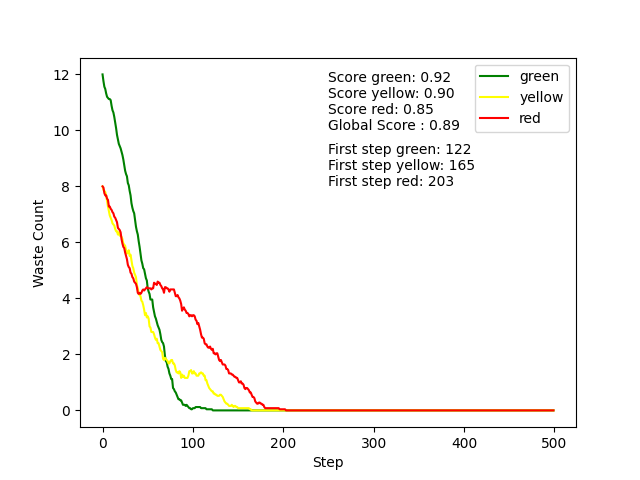 Score green: 0.92
Score yellow: 0.90
Score red: 0.85
Global Score : 0.89
First step green: 122
First step yellow: 165
First step red: 203
green
yellow
red
12
10
8
6
4
2
0
Waste Count
0 100 200 300 400 500
Step